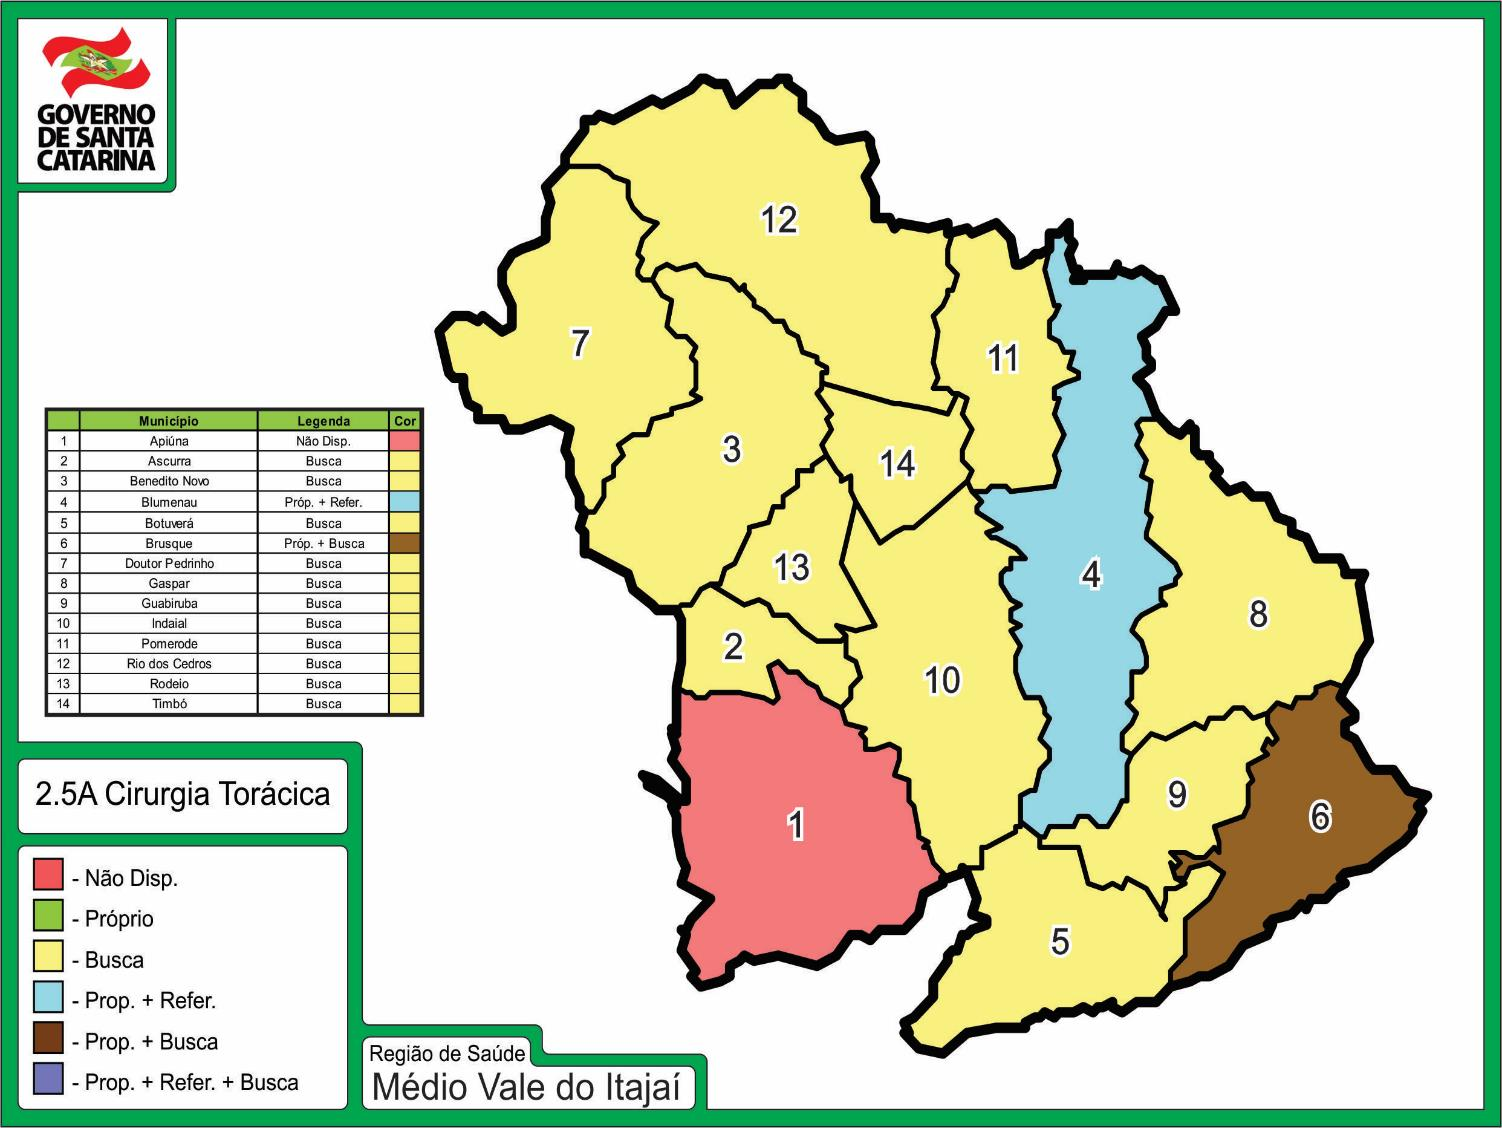 GOVERNO
DE SANTA
CATARINA
12
7
11
3
14
13
4
8
2
10
1
9
6
5
Município Legenda Cor
1 Apiúna Não Disp.
2 Ascurra Busca
3 Benedito Novo Busca
4 Blumenau Próp. + Refer.
5 Botuverá Busca
6 Brusque Próp. + Busca
7 Doutor Pedrinho Busca
8 Gaspar Busca
9 Guabiruba Busca
10 Indaial Busca
11 Pomerode Busca
12 Rio dos Cedros Busca
13 Rodeio Busca
14 Timbó Busca
2.5A Cirurgia Torácica
- Não Disp.
- Próprio
- Busca
- Prop. + Refer.
- Prop. + Busca
- Prop. + Refer. + Busca
Região de Saúde
Médio Vale do Itajaí